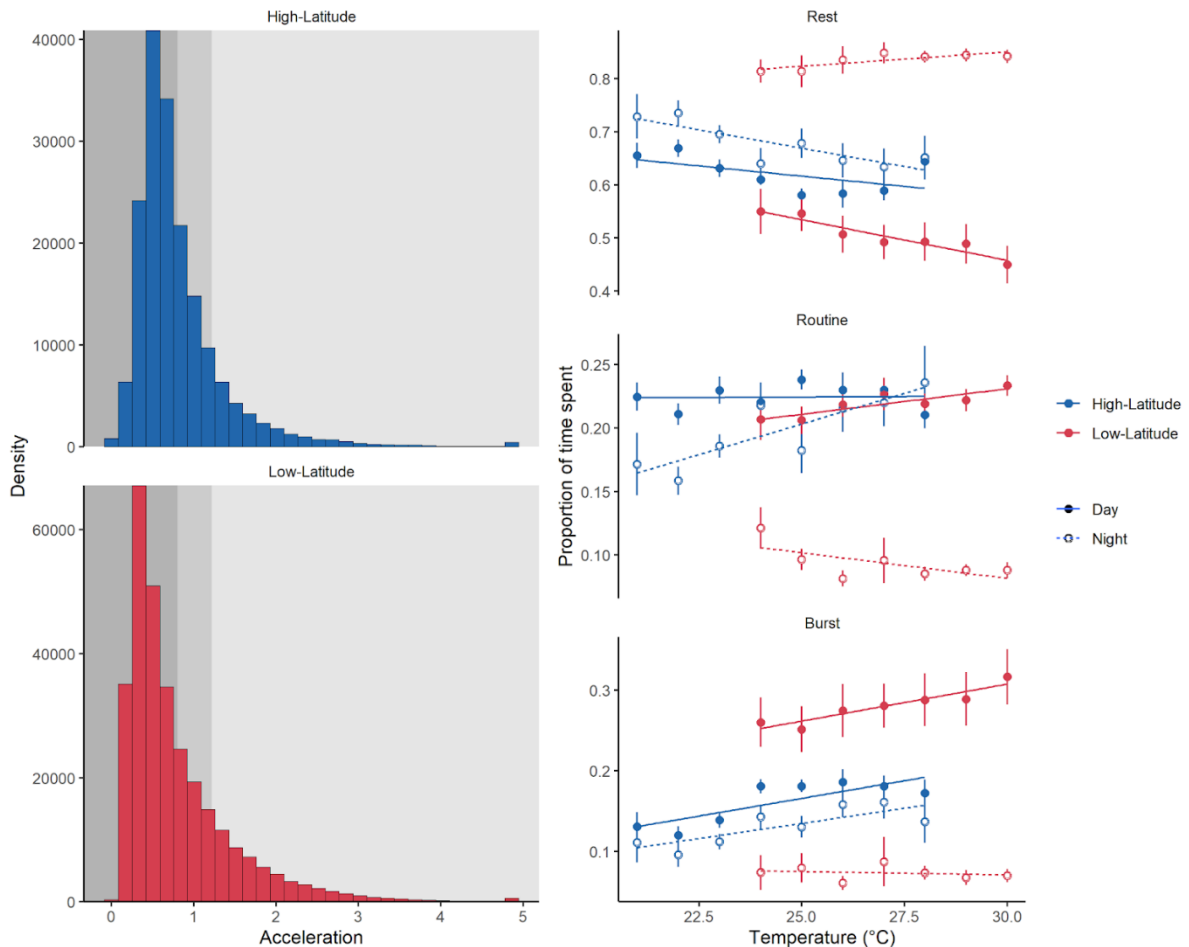 High-Latitude
40000
30000
20000
10000
0
Low-Latitude
60000
40000
20000
0
0 1 2 3 4 5
Acceleration
Density
Rest
0.8
0.7
0.6
0.5
0.4
Routine
0.25
0.20
0.15
0.10
Burst
0.3
0.2
0.1
22.5 25.0 27.5 30.0
Temperature (°C)
Proportion of time spent
High-Latitude
Low-Latitude
Day
Night